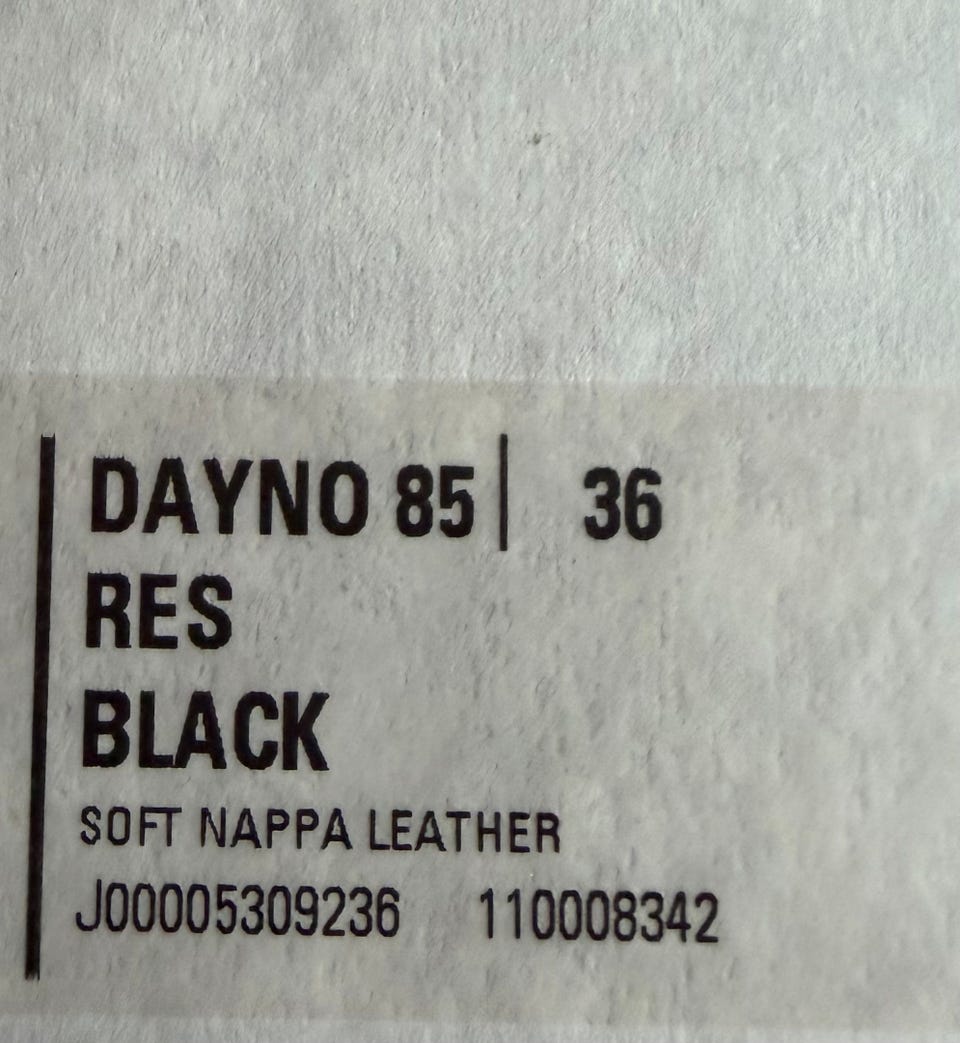 DAYNO 85| 36
RES
BLACK
SOFT NAPPA LEATHER
J00005309236 110008342